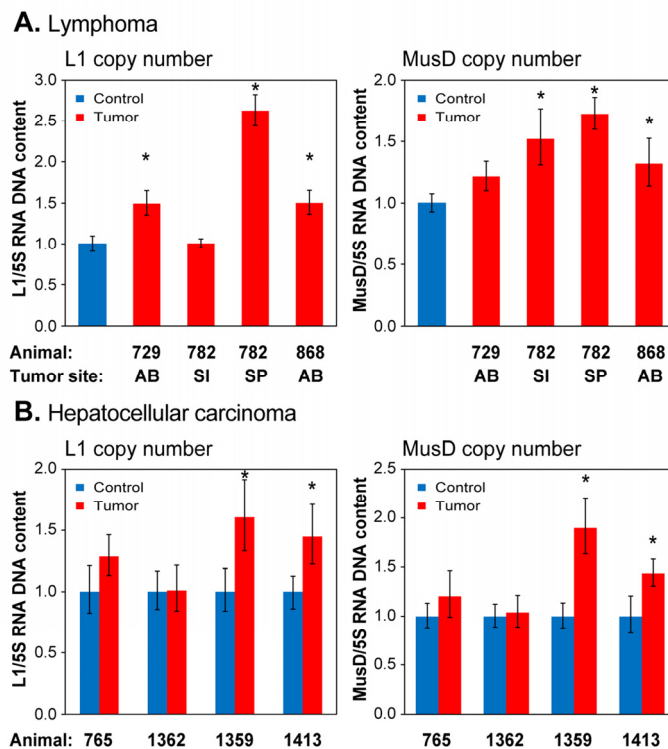 A. Lymphoma
L1 copy number
L1/5S RNA DNA content
3.0
2.5
2.0
1.5
1.0
0.5
0.0
Control
Tumor
*
*
*
MusD copy number
MusD/5S RNA DNA content
2.0
1.5
1.0
0.5
0.0
Control
Tumor
*
*
*
Animal: 729 782 782 868 729 782 782 868
Tumor site: AB SI SP AB AB SI SP AB
B. Hepatocellular carcinoma
L1 copy number
L1/5S RNA DNA content
2.0
1.5
1.0
0.5
0.0
Control
Tumor
*
*
MusD copy number
MusD/5S RNA DNA content
2.5
2.0
1.5
1.0
0.5
0.0
Control
Tumor
*
*
Animal: 765 1362 1359 1413 765 1362 1359 1413